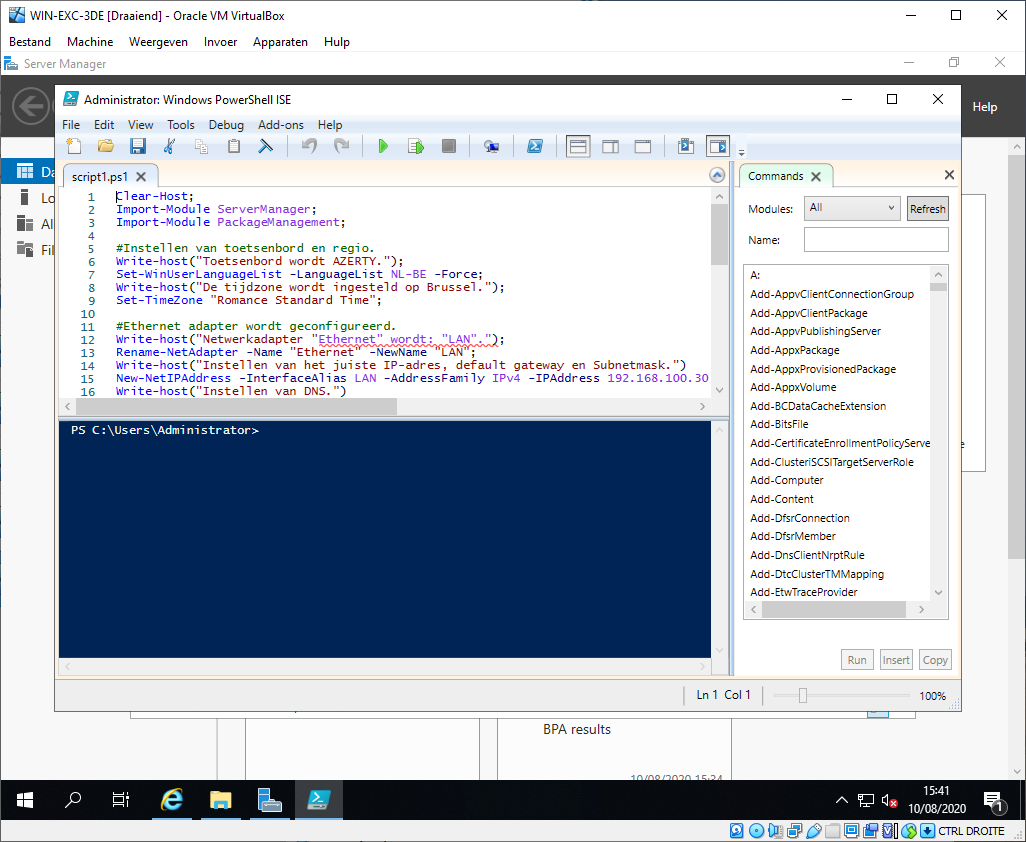 WIN-EXC-3DE [Draaiend] - Oracle VM VirtualBox
Bestand Machine Weergeven Invoer Apparaten Hulp
Server Manager
Help
Administrator: Windows PowerShell ISE
File Edit View Tools Debug Add-ons Help
script1.ps1
1 Clear-Host;
2 Import-Module ServerManager;
3 Import-Module PackageManagement;
4
5 #Instellen van toetsenbord en regio.
6 Write-host("Toetsenbord wordt AZERTY.");
7 Set-WinUserLanguageList -LanguageList NL-BE -Force;
8 Write-host("De tijdzone wordt ingesteld op Brussel.");
9 Set-TimeZone "Romance Standard Time";
10
11 #Ethernet adapter wordt geconfigureerd.
12 Write-host("Netwerkadapter "Ethernet" wordt: "LAN".");
13 Rename-NetAdapter -Name "Ethernet" -NewName "LAN";
14 Write-host("Instellen van het juiste IP-adres, default gateway en Subnetmask.")
15 New-NetIPAddress -InterfaceAlias LAN -AddressFamily IPv4 -IPAddress 192.168.100.30
16 Write-host("Instellen van DNS.")
PS C:\Users\Administrator>
Commands
Modules: All Refresh
Name:
A:
Add-AppvClientConnectionGroup
Add-AppvClientPackage
Add-AppvPublishingServer
Add-AppxPackage
Add-AppxProvisionedPackage
Add-AppxVolume
Add-BCDataCacheExtension
Add-BitsFile
Add-CertificateEnrollmentPolicyServe
Add-ClusteriSCSITargetServerRole
Add-Computer
Add-Content
Add-DfsrConnection
Add-DfsrMember
Add-DnsClientNrptRule
Add-DtcClusterTMMapping
Add-EtwTraceProvider
Run Insert Copy
Ln 1 Col 1 100%
Da
Lo
Al
Fil
BPA results
10/08/2020 15:34
15:41
10/08/2020
1
CTRL DROITE